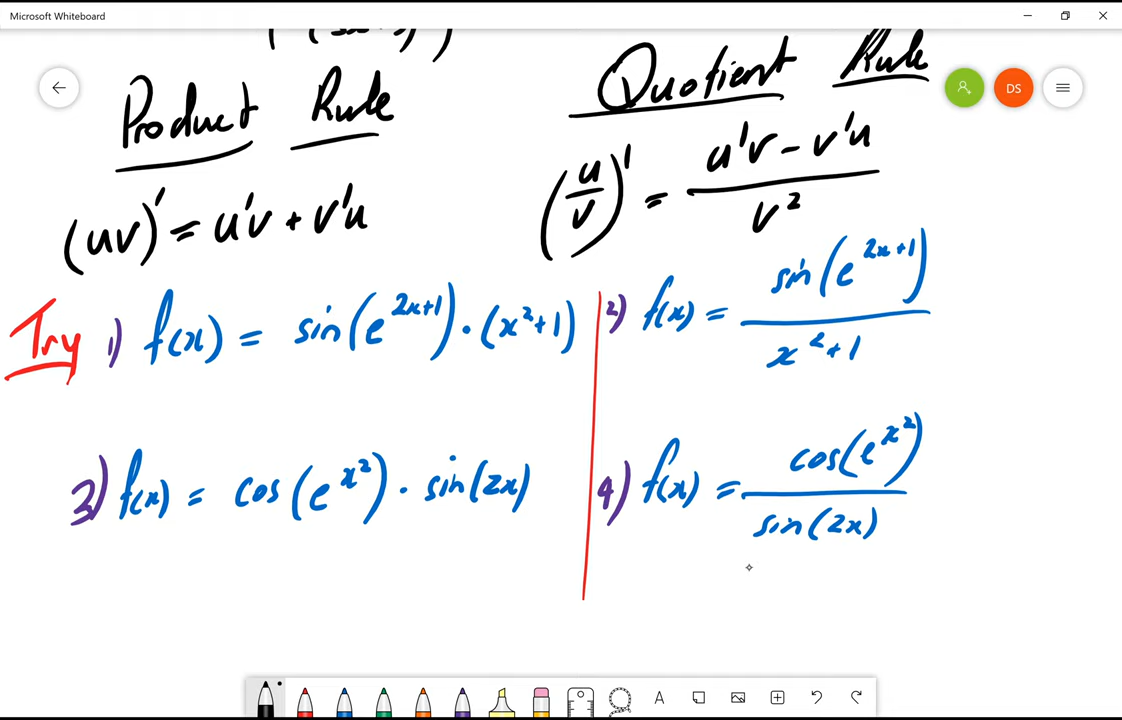 Microsoft Whiteboard
DS
Product Rule
(uv)' = u'v + v'u
Quotient Rule
(u/v)' = (u'v - v'u)/v²
Try
1) f(x) = sin(e^(2x+1)) · (x²+1)
2) f(x) = sin(e^(2x+1))/(x²+1)
3) f(x) = cos(e^(x²)) · sin(2x)
4) f(x) = cos(e^(x²))/sin(2x)
A